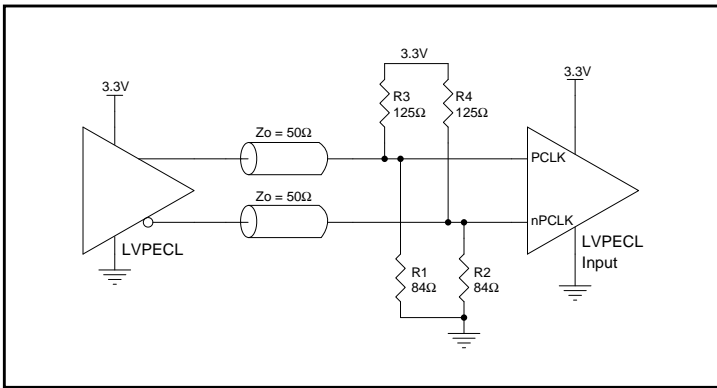 3.3V
3.3V
3.3V
R3
125Ω
R4
125Ω
Zo = 50Ω
PCLK
Zo = 50Ω
nPCLK
LVPECL
LVPECL
Input
R1
84Ω
R2
84Ω